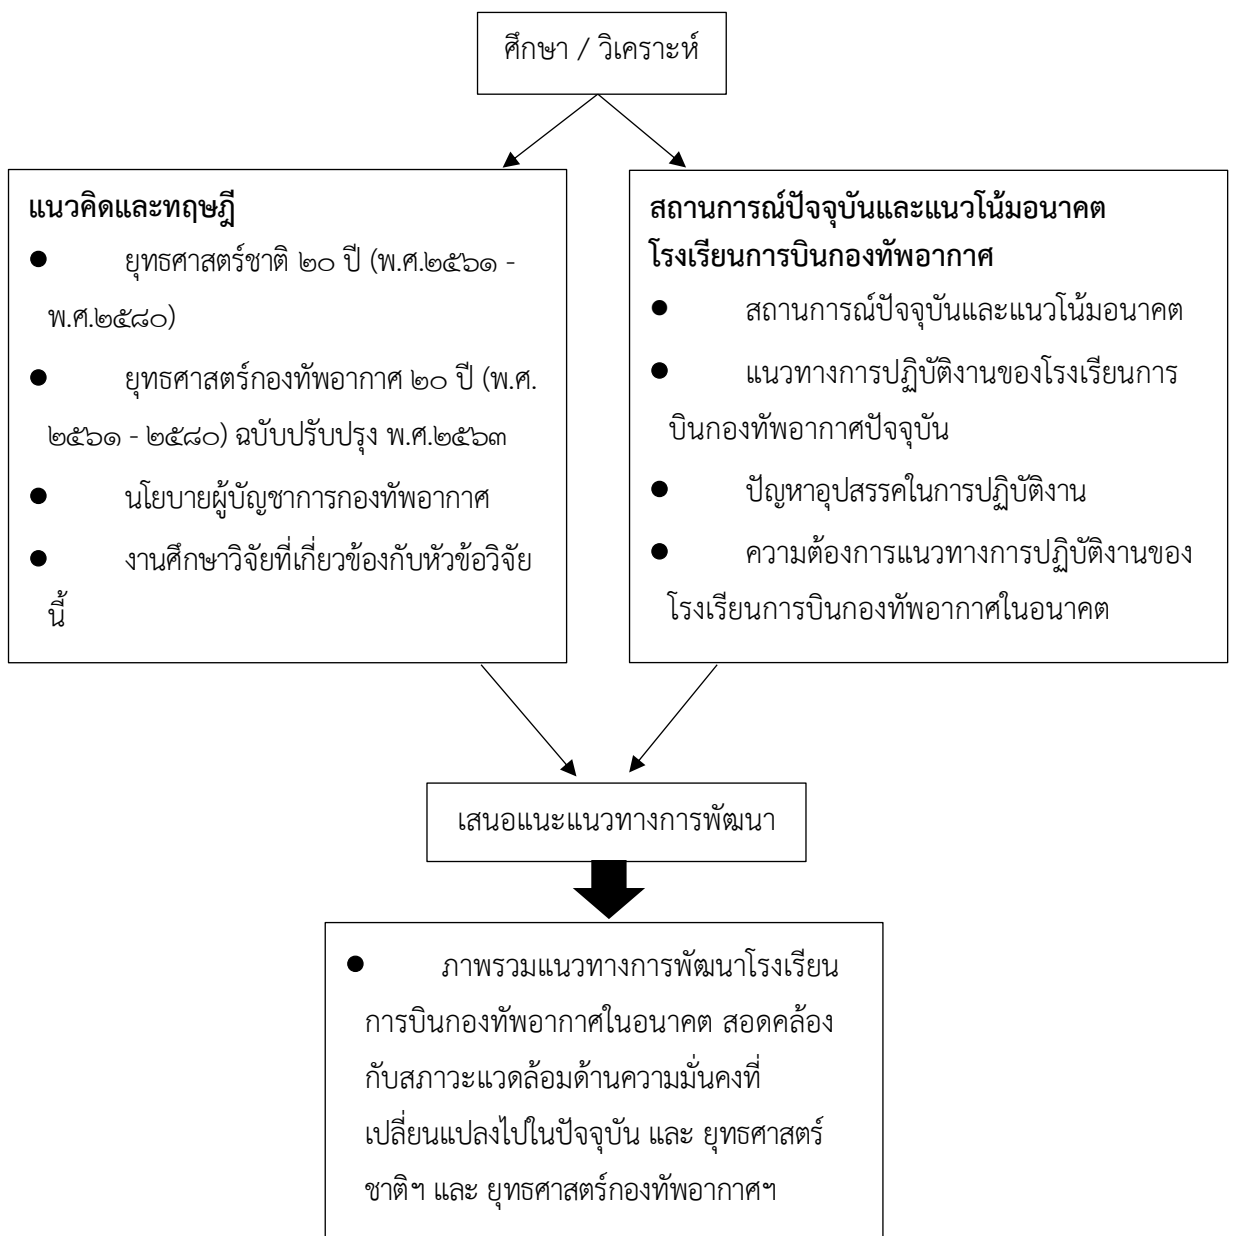 ศึกษา / วิเคราะห์
แนวคิดและทฤษฎี
● ยุทธศาสตร์ชาติ ๒๐ ปี (พ.ศ.๒๕๖๑ -
พ.ศ.๒๕๘๐)
● ยุทธศาสตร์กองทัพอากาศ ๒๐ ปี (พ.ศ.
๒๕๖๑ - ๒๕๘๐) ฉบับปรับปรุง พ.ศ.๒๕๖๓
● นโยบายผู้บัญชาการกองทัพอากาศ
● งานศึกษาวิจัยที่เกี่ยวข้องกับหัวข้อวิจัย
นี้
สถานการณ์ปัจจุบันและแนวโน้มอนาคต
โรงเรียนการบินกองทัพอากาศ
● สถานการณ์ปัจจุบันและแนวโน้มอนาคต
● แนวทางการปฏิบัติงานของโรงเรียนการ
บินกองทัพอากาศปัจจุบัน
● ปัญหาอุปสรรคในการปฏิบัติงาน
● ความต้องการแนวทางการปฏิบัติงานของ
โรงเรียนการบินกองทัพอากาศในอนาคต
เสนอแนะแนวทางการพัฒนา
● ภาพรวมแนวทางการพัฒนาโรงเรียน
การบินกองทัพอากาศในอนาคต สอดคล้อง
กับสภาวะแวดล้อมด้านความมั่นคงที่
เปลี่ยนแปลงไปในปัจจุบัน และ ยุทธศาสตร์
ชาติฯ และ ยุทธศาสตร์กองทัพอากาศฯ